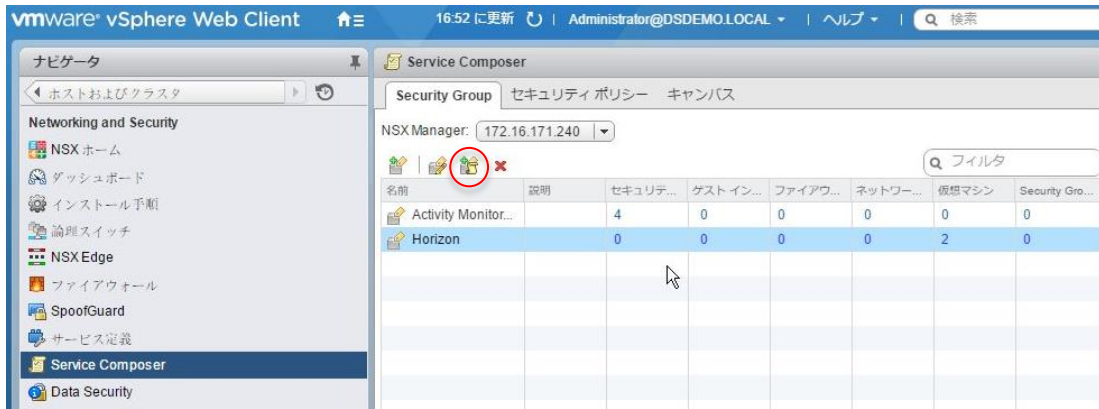 vmware® vSphere Web Client
16:52 に更新 | Administrator@DSDEMO.LOCAL | ヘルプ | 検索
ナビゲータ
ホストおよびクラスタ
Networking and Security
NSX ホーム
ダッシュボード
インストール手順
論理スイッチ
NSX Edge
ファイアウォール
SpoofGuard
サービス定義
Service Composer
Data Security
Service Composer
Security Group セキュリティ ポリシー キャンバス
NSX Manager: 172.16.171.240
フィルタ
名前 説明 セキュリテ... ゲスト イン... ファイアウ... ネットワー... 仮想マシン Security Gro...
Activity Monitor... 4 0 0 0 0 0
Horizon 0 0 0 0 2 0